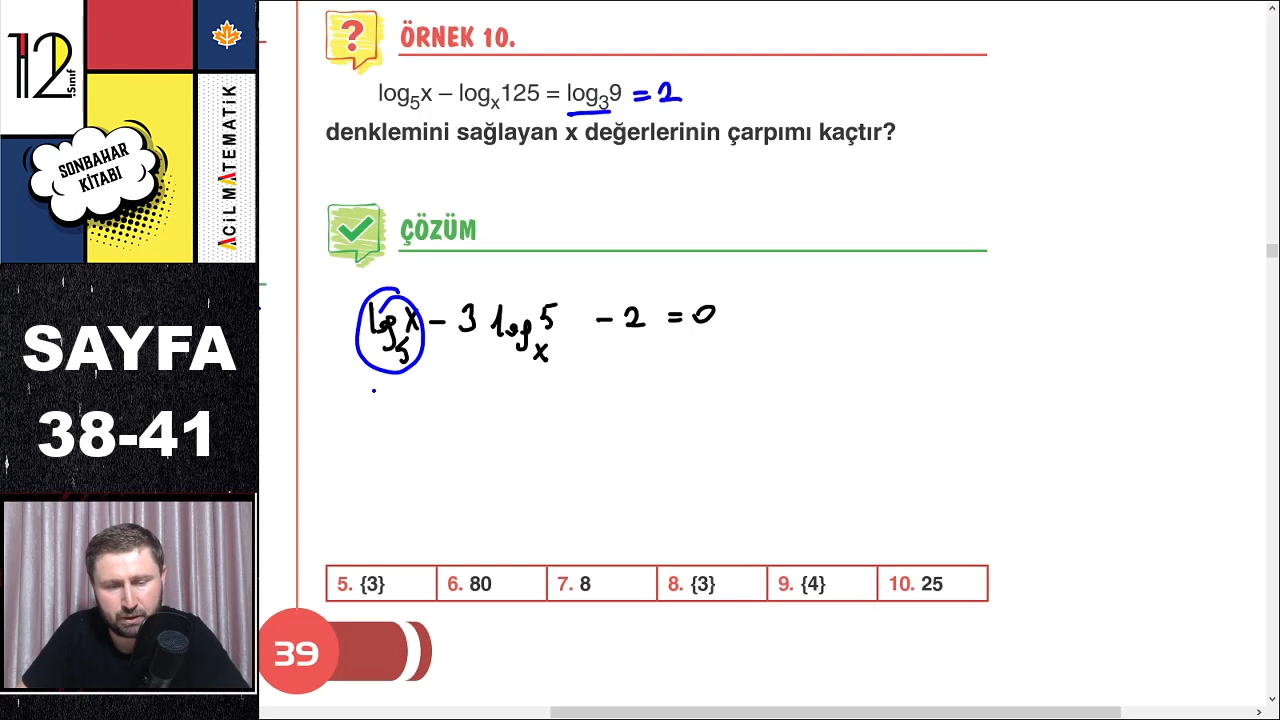 12
.Sınıf
SONBAHAR
KİTABI
ACİLMATEMATİK
SAYFA
38-41
?
ÖRNEK 10.
log₅x – logₓ125 = log₃9 = 2
denklemini sağlayan x değerlerinin çarpımı kaçtır?
ÇÖZÜM
log₅x - 3 logₓ5 - 2 = 0
5. {3} 6. 80 7. 8 8. {3} 9. {4} 10. 25
39